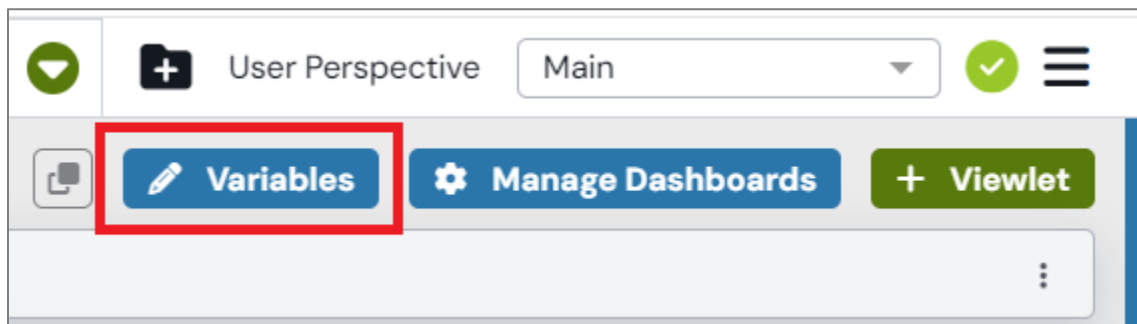 User Perspective Main
Variables Manage Dashboards + Viewlet